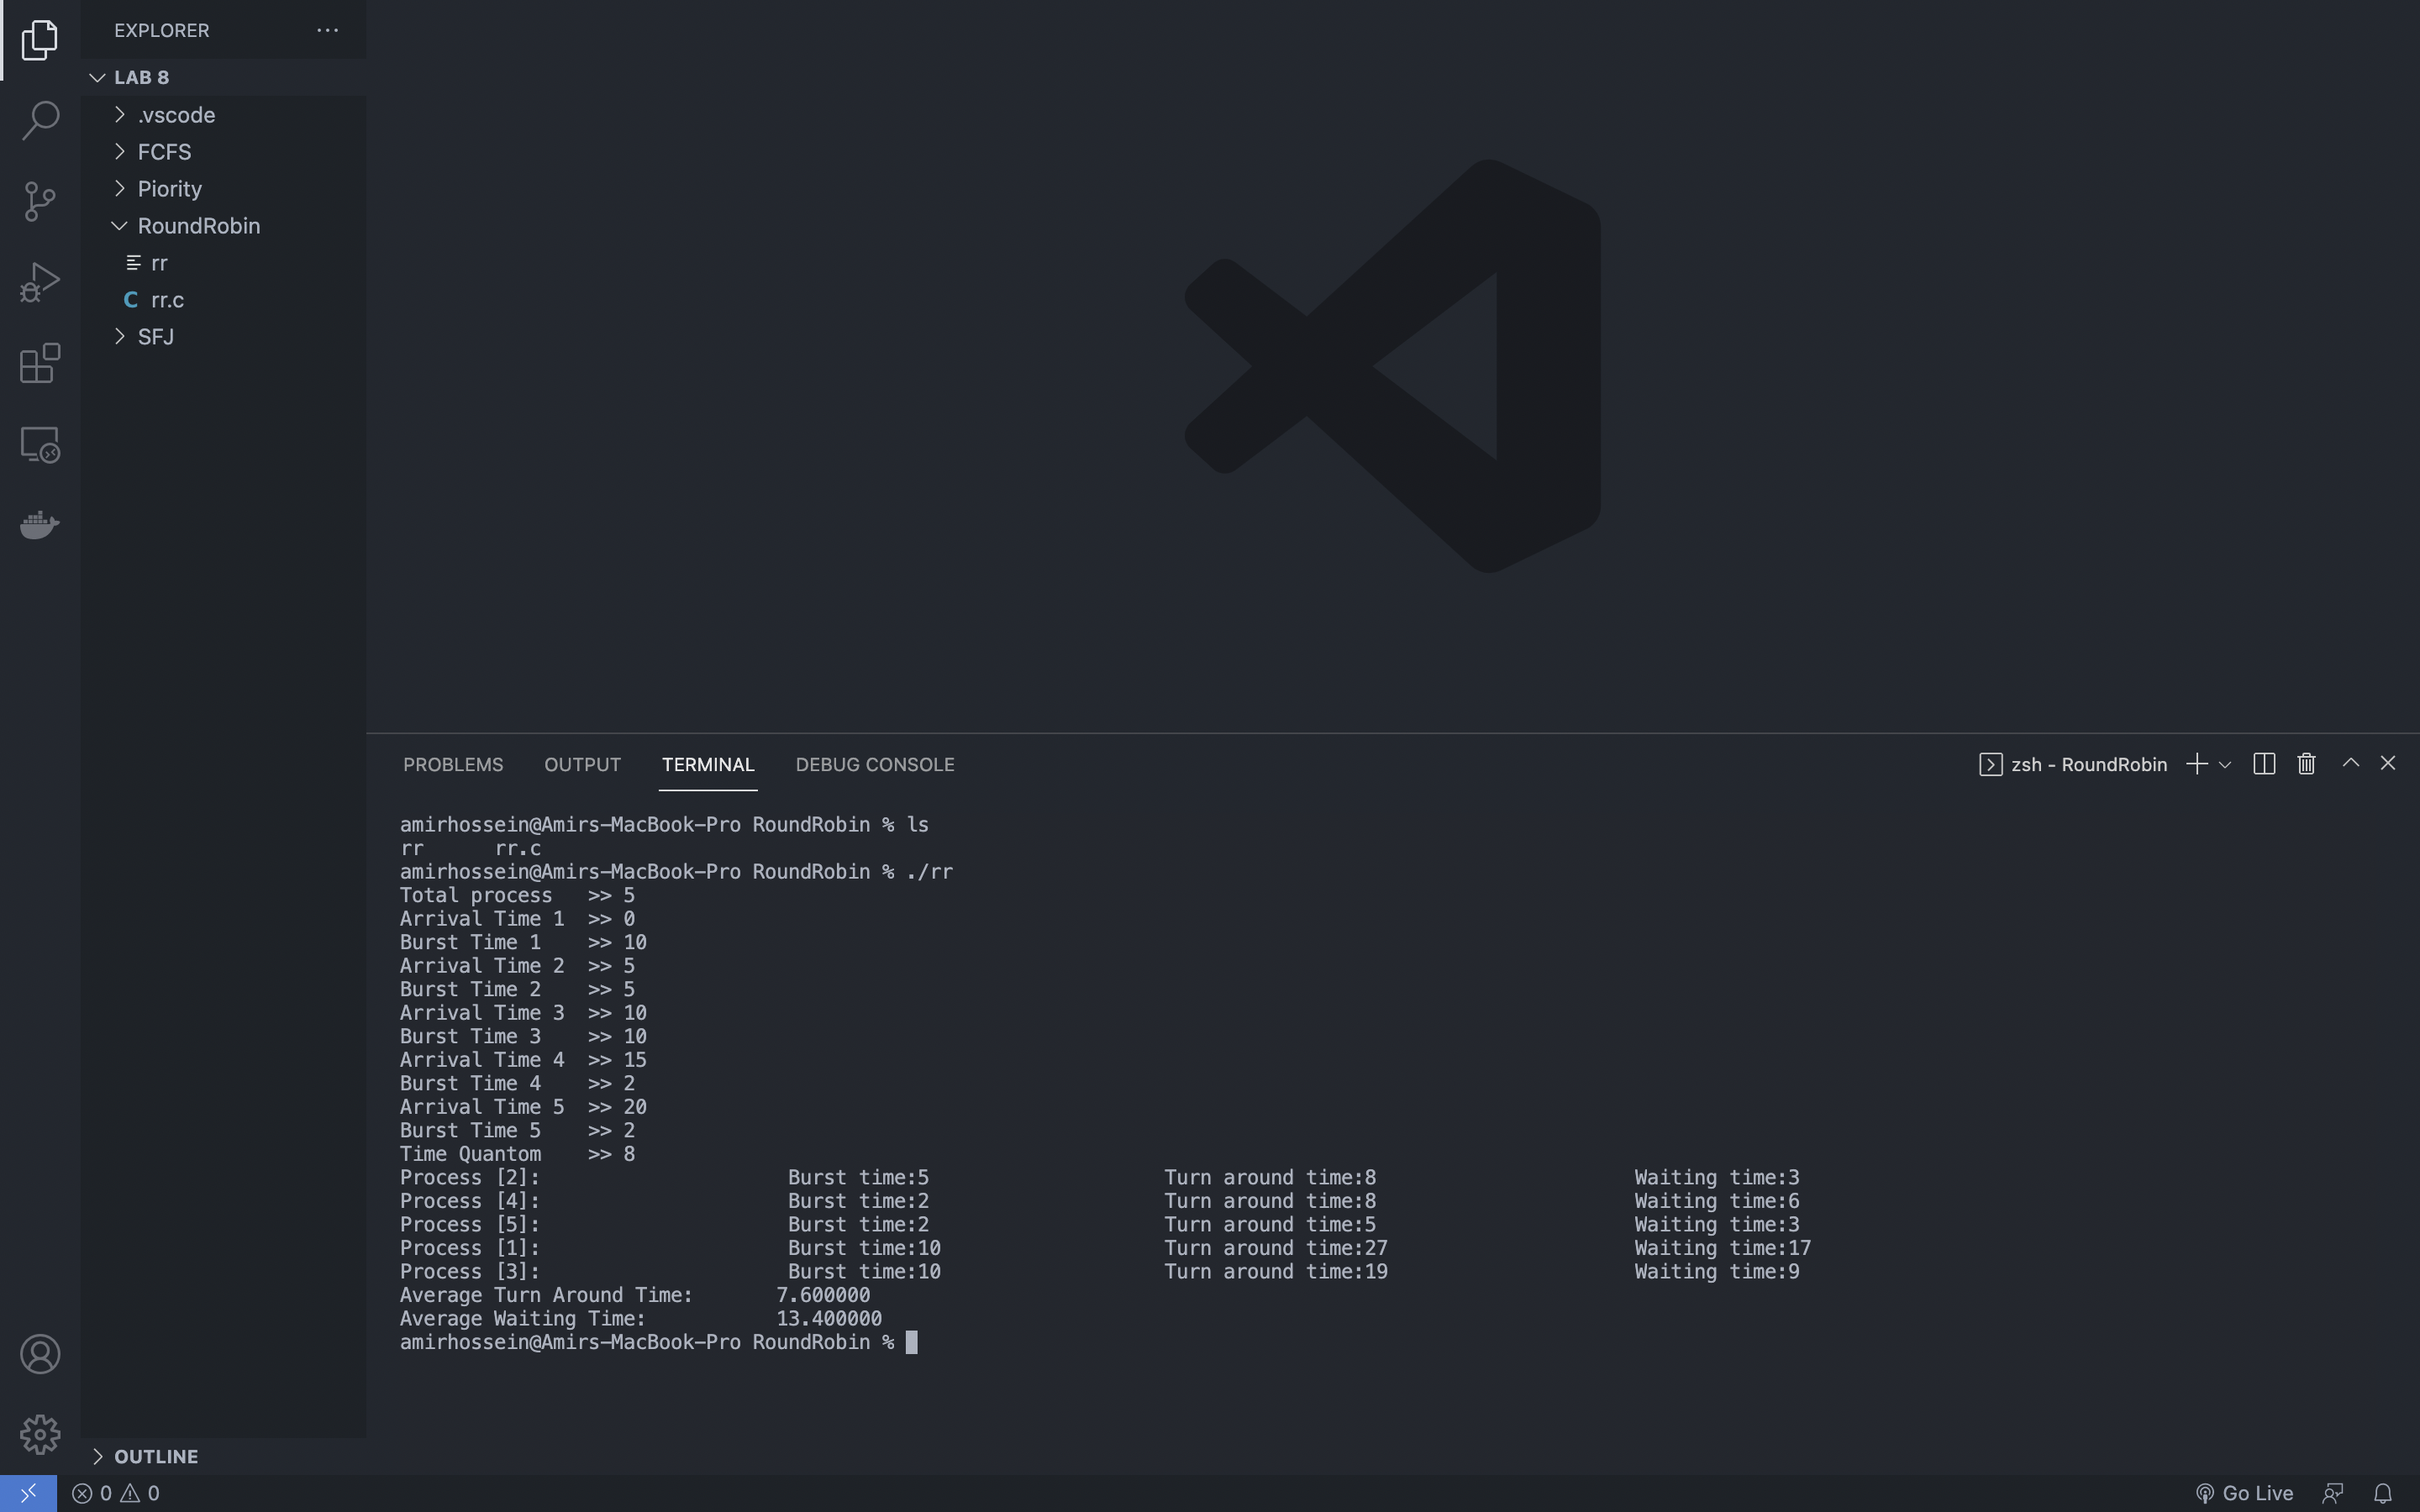 EXPLORER
LAB 8
.vscode
FCFS
Piority
RoundRobin
rr
C rr.c
SFJ
OUTLINE
PROBLEMS OUTPUT TERMINAL DEBUG CONSOLE
zsh - RoundRobin
amirhossein@Amirs-MacBook-Pro RoundRobin % ls
rr rr.c
amirhossein@Amirs-MacBook-Pro RoundRobin % ./rr
Total process >> 5
Arrival Time 1 >> 0
Burst Time 1 >> 10
Arrival Time 2 >> 5
Burst Time 2 >> 5
Arrival Time 3 >> 10
Burst Time 3 >> 10
Arrival Time 4 >> 15
Burst Time 4 >> 2
Arrival Time 5 >> 20
Burst Time 5 >> 2
Time Quantom >> 8
Process [2]: Burst time:5 Turn around time:8 Waiting time:3
Process [4]: Burst time:2 Turn around time:8 Waiting time:6
Process [5]: Burst time:2 Turn around time:5 Waiting time:3
Process [1]: Burst time:10 Turn around time:27 Waiting time:17
Process [3]: Burst time:10 Turn around time:19 Waiting time:9
Average Turn Around Time: 7.600000
Average Waiting Time: 13.400000
amirhossein@Amirs-MacBook-Pro RoundRobin %
0 0
Go Live